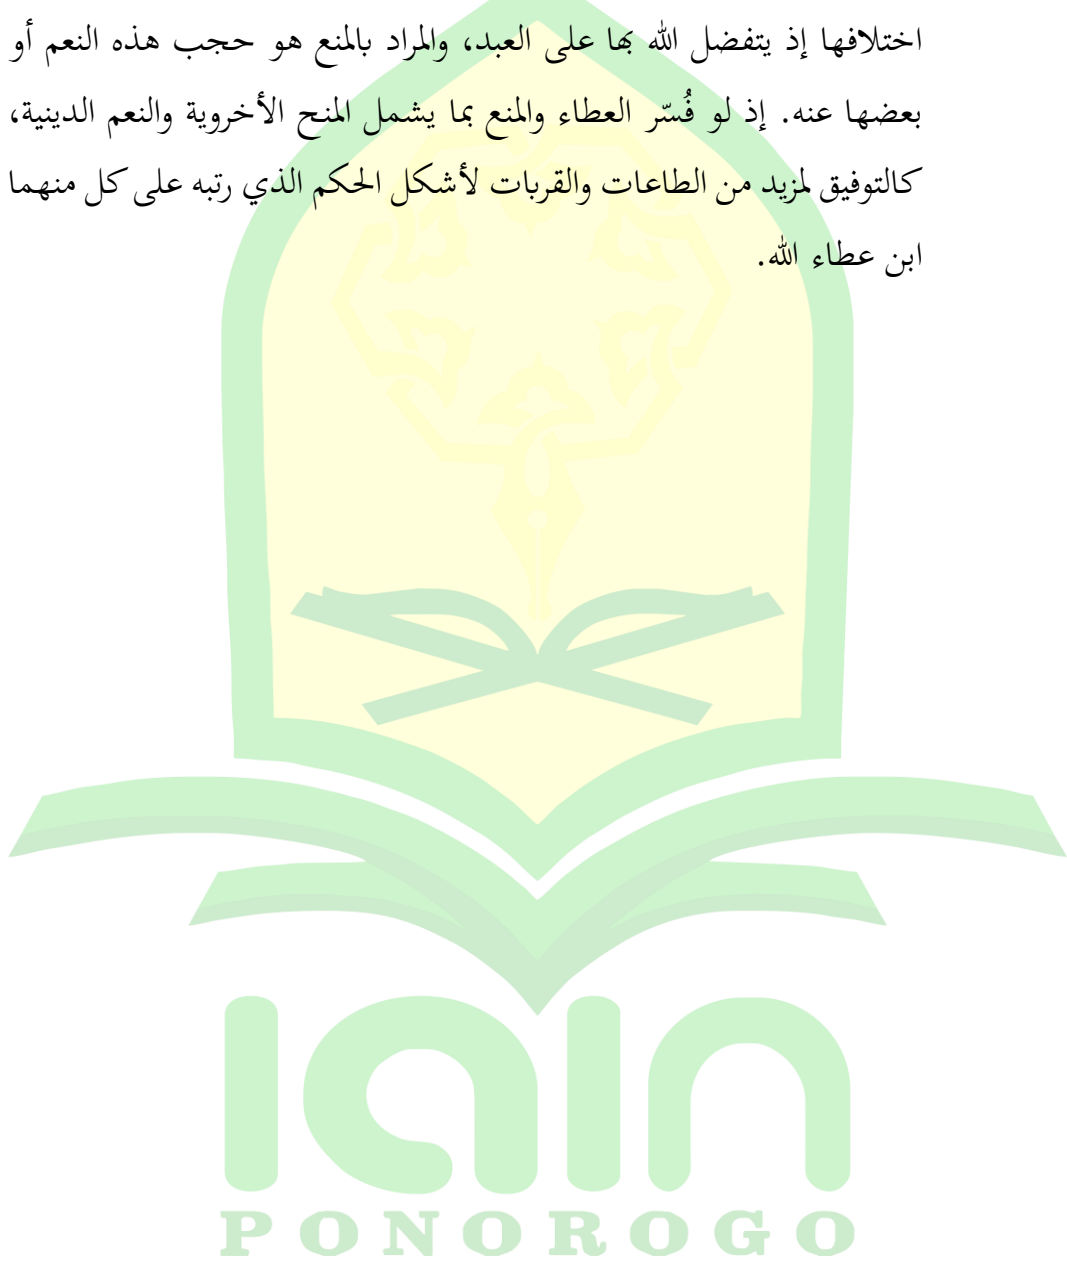 اختلافها إذ يتفضل الله بها على العبد، والمراد بالمنع هو حجب هذه النعم أو
بعضها عنه. إذ لو فُسّر العطاء والمنع بما يشمل المنح الأخروية والنعم الدينية،
كالتوفيق لمزيد من الطاعات والقربات لأشكل الحكم الذي رتبه على كل منهما
ابن عطاء الله.
iain
PONOROGO